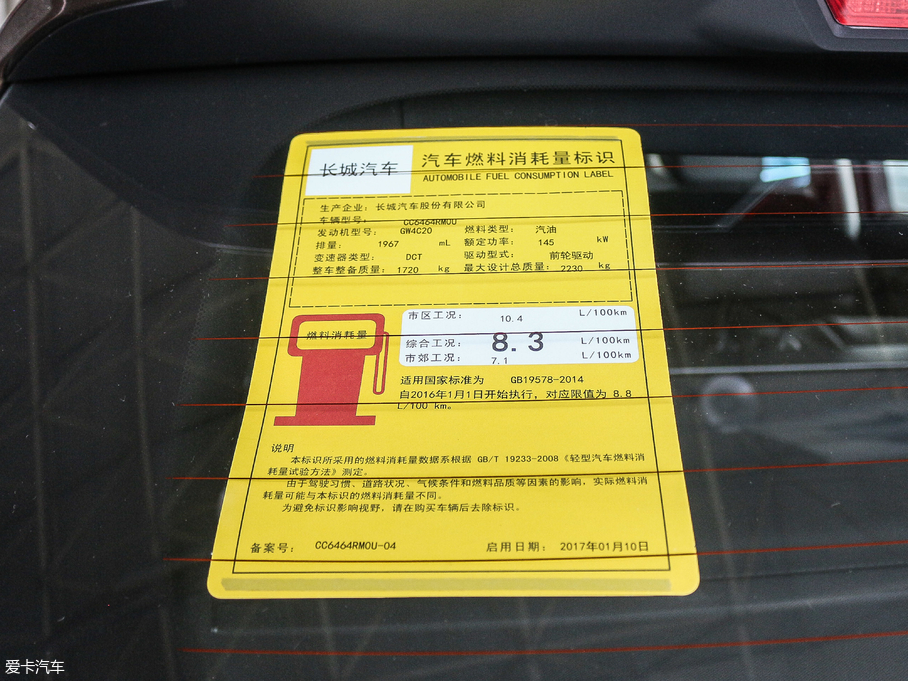 长城汽车
汽车燃料消耗量标识
AUTOMOBILE FUEL CONSUMPTION LABEL
生产企业：长城汽车股份有限公司
车辆型号： CC6464RM0U
发动机型号： GW4C20 燃料类型： 汽油
排量： 1967 mL 额定功率： 145 kW
变速器类型： DCT 驱动型式： 前轮驱动
整车整备质量： 1720 kg 最大设计总质量： 2230 kg
燃料消耗量
市区工况： 10.4 L/100km
综合工况： 8.3 L/100km
市郊工况： 7.1 L/100km
适用国家标准为 GB19578-2014
自2016年1月1日开始执行，对应限值为 8.8
L/100 km。
说明
本标识所采用的燃料消耗量数据系根据 GB/T 19233-2008《轻型汽车燃料消
耗量试验方法》测定。
由于驾驶习惯、道路状况、气候条件和燃料品质等因素的影响，实际燃料消
耗量可能与本标识的燃料消耗量不同。
为避免标识影响视野，请在购买车辆后去除标识。
备案号： CC6464RM0U-04 启用日期： 2017年01月10日
爱卡汽车